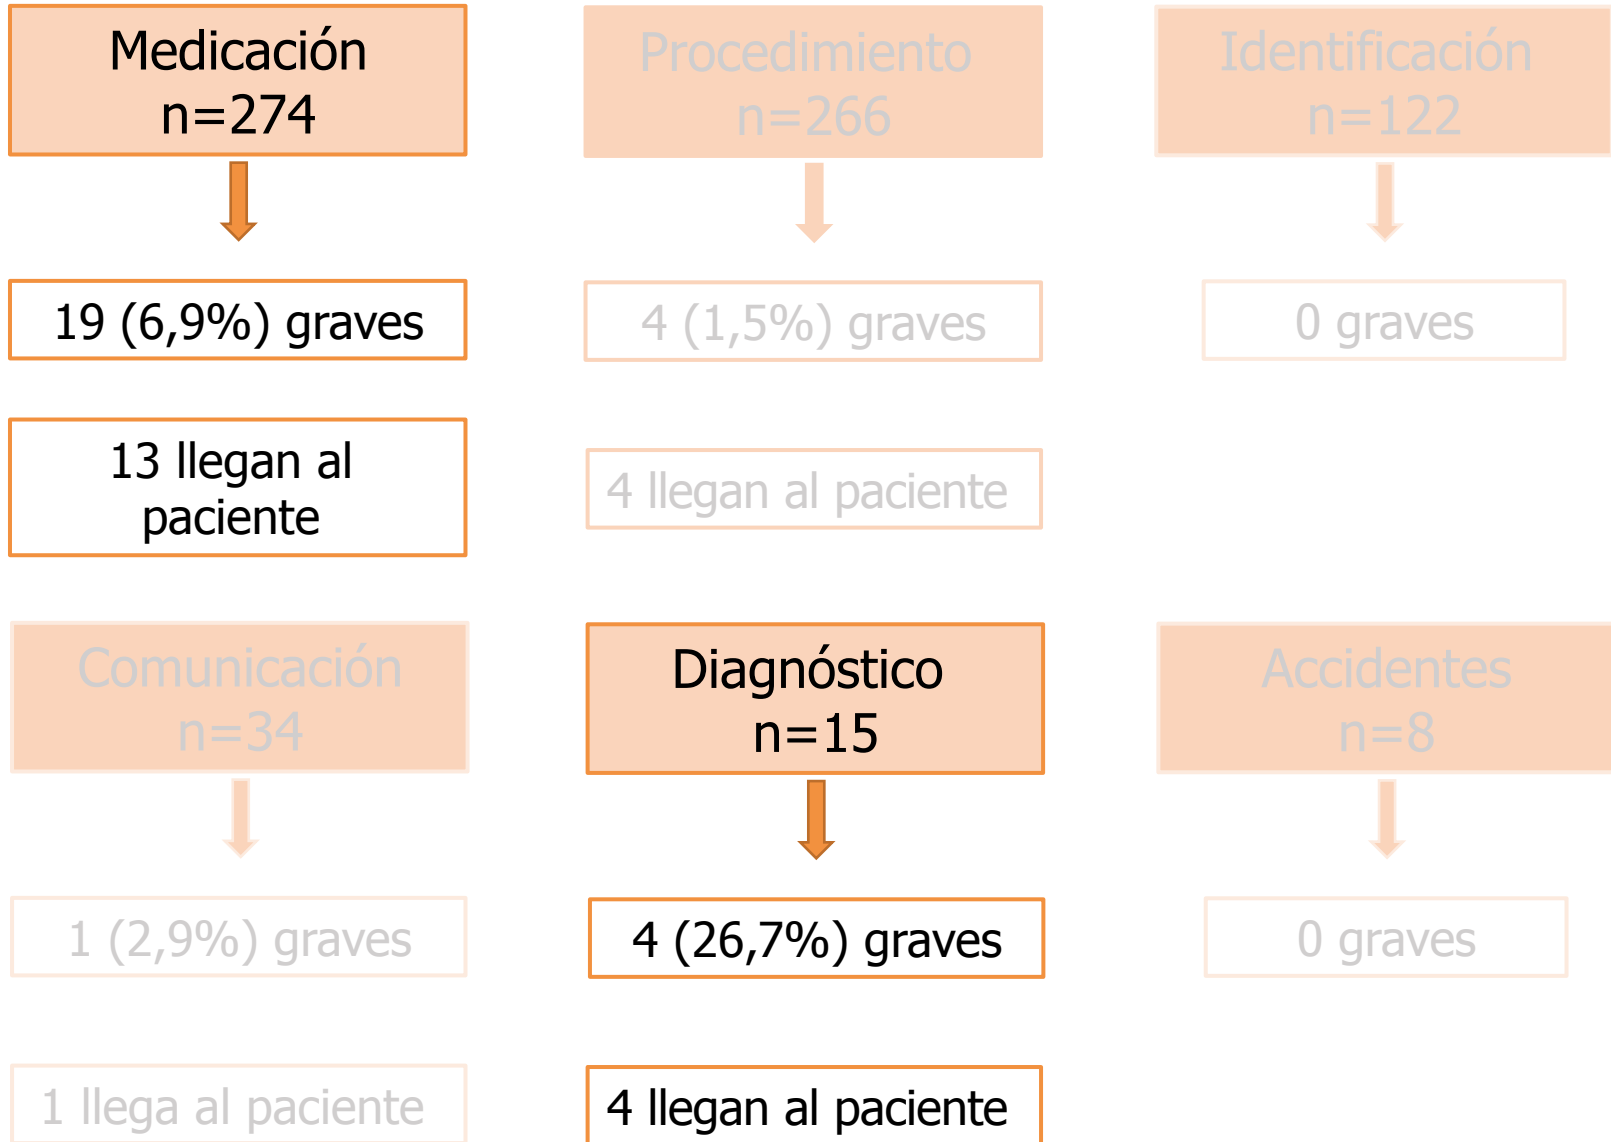 Medicación
n=274
19 (6,9%) graves
13 llegan al
paciente
Procedimiento
n=266
4 (1,5%) graves
4 llegan al paciente
Identificación
n=122
0 graves
Comunicación
n=34
1 (2,9%) graves
1 llega al paciente
Diagnóstico
n=15
4 (26,7%) graves
4 llegan al paciente
Accidentes
n=8
0 graves